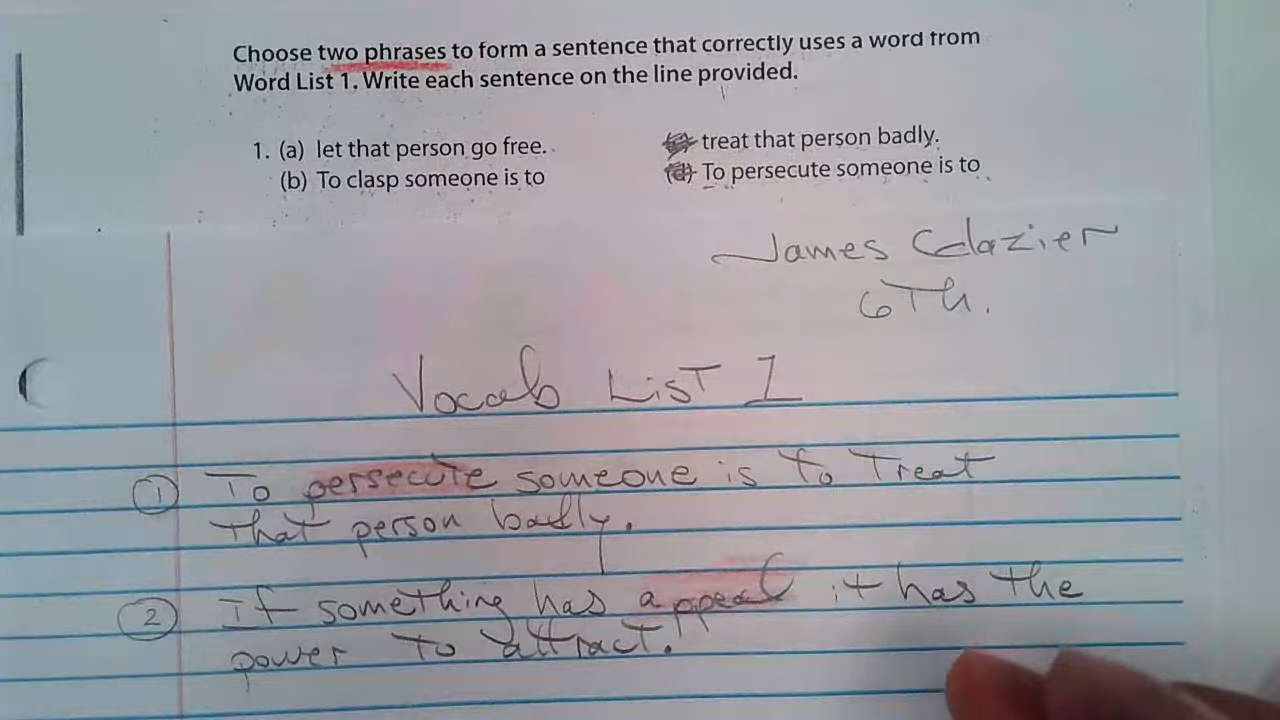 Choose two phrases to form a sentence that correctly uses a word from
Word List 1. Write each sentence on the line provided.
1. (a) let that person go free. treat that person badly.
(b) To clasp someone is to (d) To persecute someone is to
James Glazier
6Th.
Vocab List 1
1 To persecute someone is to Treat
that person badly.
2 If something has appeal it has the
power to attract.